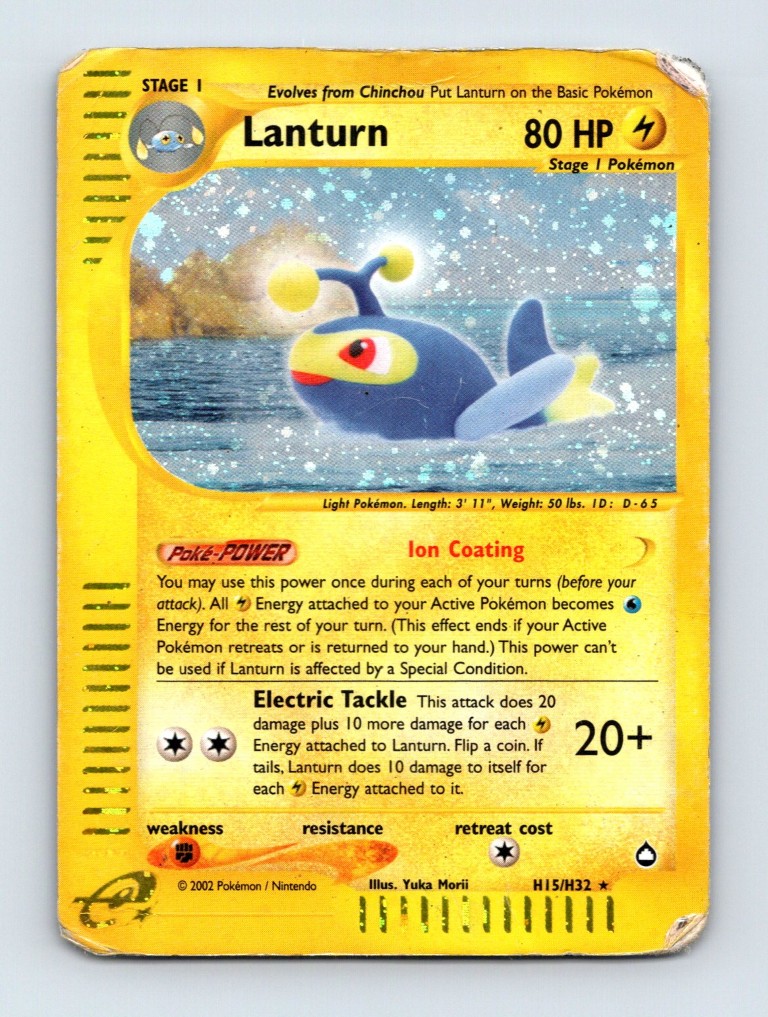 STAGE 1
Evolves from Chinchou Put Lanturn on the Basic Pokémon
Lanturn 80 HP
Stage 1 Pokémon
Light Pokémon. Length: 3' 11", Weight: 50 lbs. ID: D-65
Poké-POWER Ion Coating
You may use this power once during each of your turns (before your
attack). All Energy attached to your Active Pokémon becomes
Energy for the rest of your turn. (This effect ends if your Active
Pokémon retreats or is returned to your hand.) This power can't
be used if Lanturn is affected by a Special Condition.
Electric Tackle This attack does 20
damage plus 10 more damage for each
Energy attached to Lanturn. Flip a coin. If
tails, Lanturn does 10 damage to itself for
each Energy attached to it.
20+
weakness resistance retreat cost
© 2002 Pokémon / Nintendo Illus. Yuka Morii H15/H32 ★